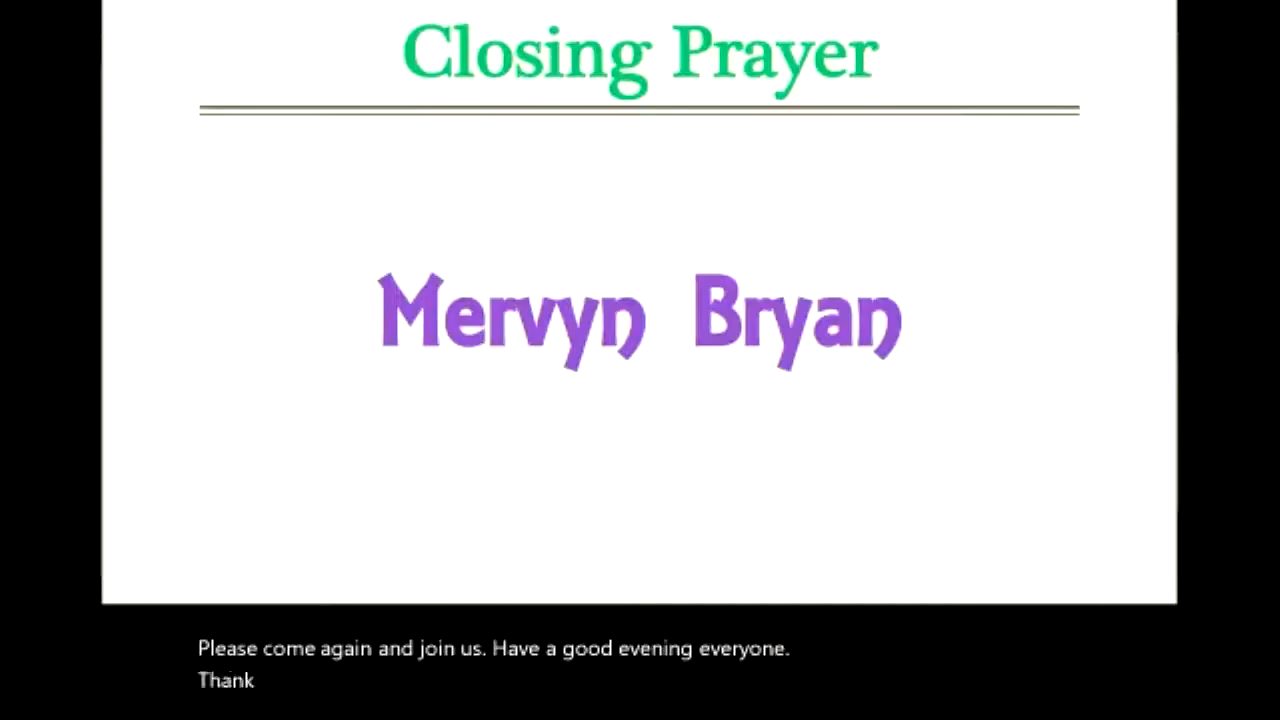 Closing Prayer
Mervyn Bryan
Please come again and join us. Have a good evening everyone.
Thank